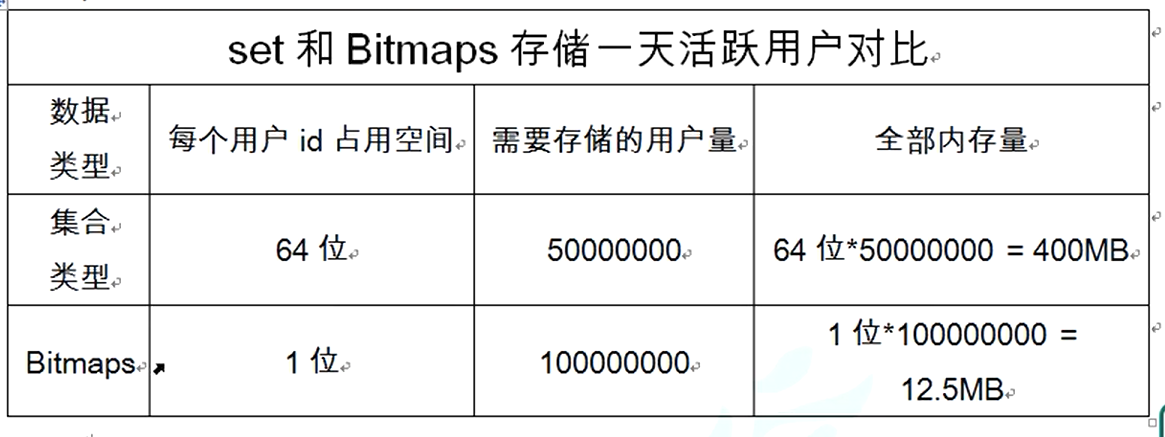 set 和 Bitmaps 存储一天活跃用户对比
数据
类型
每个用户 id 占用空间
需要存储的用户量
全部内存量
集合
类型
64 位
50000000
64 位*50000000 = 400MB
Bitmaps
1 位
100000000
1 位*100000000 =
12.5MB